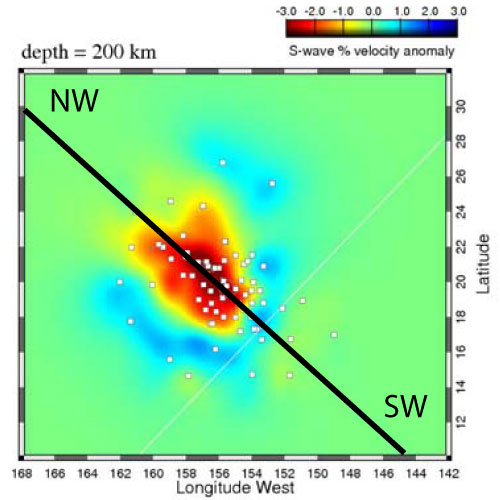 -3.0 -2.0 -1.0 0.0 1.0 2.0 3.0
S-wave % velocity anomaly
depth = 200 km
NW
SW
30
28
26
24
22
20
18
16
14
12
Latitude
168 166 164 162 160 158 156 154 152 150 148 146 144 142
Longitude West